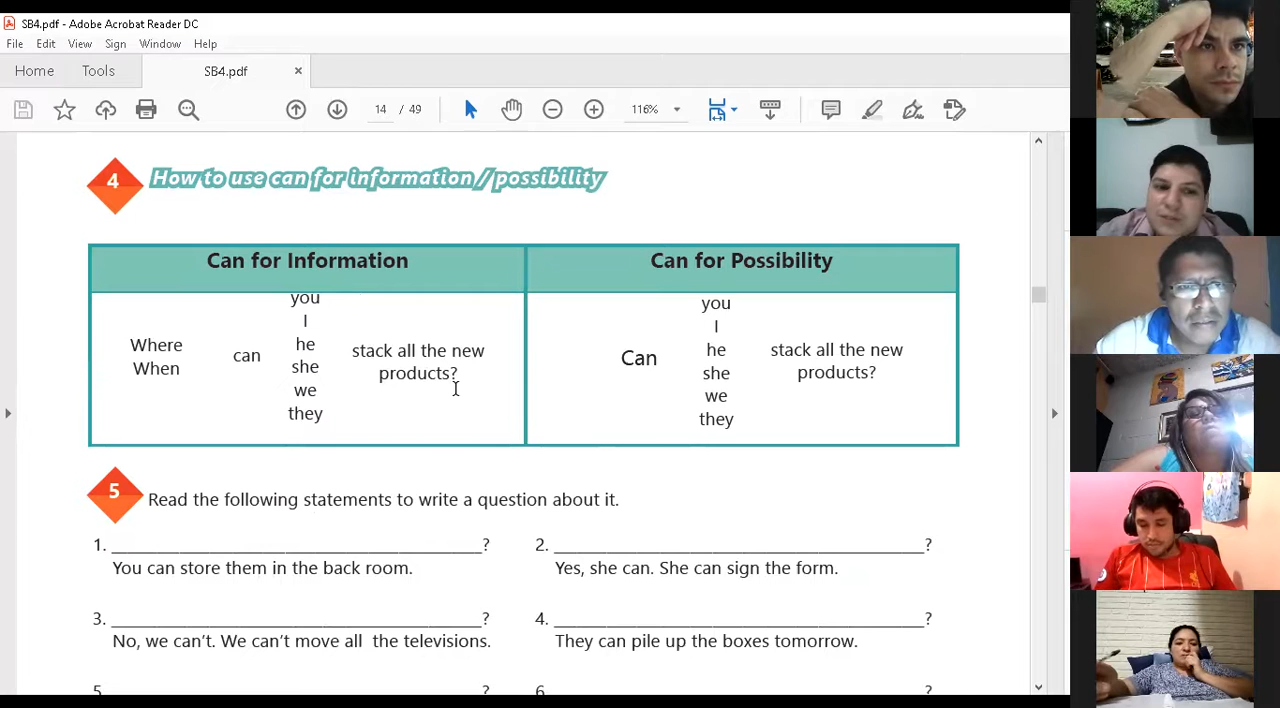 SB4.pdf - Adobe Acrobat Reader DC
File Edit View Sign Window Help
Home Tools SB4.pdf ×
14 / 49 116%
4 How to use can for information / possibility
Can for Information
Can for Possibility
Where
When
can
you
I
he
she
we
they
stack all the new
products?
Can
you
I
he
she
we
they
stack all the new
products?
5 Read the following statements to write a question about it.
1. ?
You can store them in the back room.
2. ?
Yes, she can. She can sign the form.
3. ?
No, we can't. We can't move all the televisions.
4. ?
They can pile up the boxes tomorrow.
5. ?
6. ?